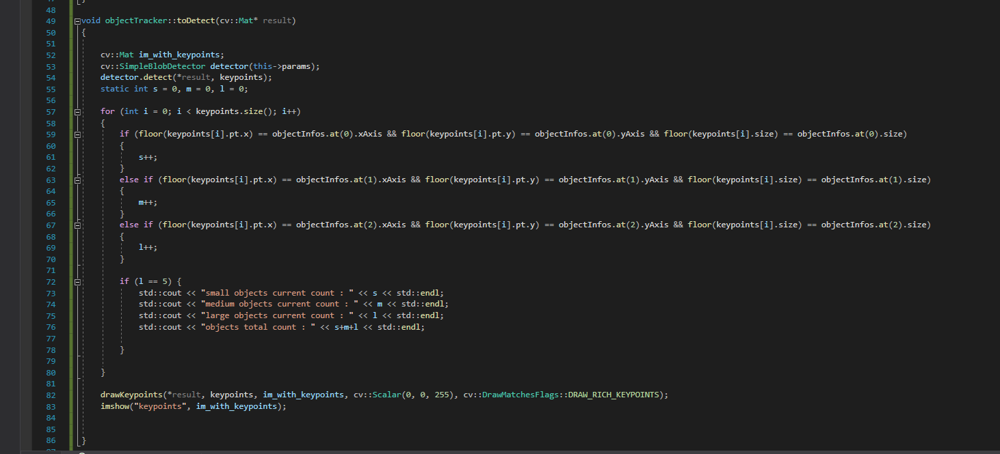 48
49 void objectTracker::toDetect(cv::Mat* result)
50 {
51
52 cv::Mat im_with_keypoints;
53 cv::SimpleBlobDetector detector(this->params);
54 detector.detect(*result, keypoints);
55 static int s = 0, m = 0, l = 0;
56
57 for (int i = 0; i < keypoints.size(); i++)
58 {
59 if (floor(keypoints[i].pt.x) == objectInfos.at(0).xAxis && floor(keypoints[i].pt.y) == objectInfos.at(0).yAxis && floor(keypoints[i].size) == objectInfos.at(0).size)
60 {
61 s++;
62 }
63 else if (floor(keypoints[i].pt.x) == objectInfos.at(1).xAxis && floor(keypoints[i].pt.y) == objectInfos.at(1).yAxis && floor(keypoints[i].size) == objectInfos.at(1).size)
64 {
65 m++;
66 }
67 else if (floor(keypoints[i].pt.x) == objectInfos.at(2).xAxis && floor(keypoints[i].pt.y) == objectInfos.at(2).yAxis && floor(keypoints[i].size) == objectInfos.at(2).size)
68 {
69 l++;
70 }
71
72 if (l == 5) {
73 std::cout << "small objects current count : " << s << std::endl;
74 std::cout << "medium objects current count : " << m << std::endl;
75 std::cout << "large objects current count : " << l << std::endl;
76 std::cout << "objects total count : " << s+m+l << std::endl;
77
78 }
79
80 }
81
82 drawKeypoints(*result, keypoints, im_with_keypoints, cv::Scalar(0, 0, 255), cv::DrawMatchesFlags::DRAW_RICH_KEYPOINTS);
83 imshow("keypoints", im_with_keypoints);
84
85
86 }